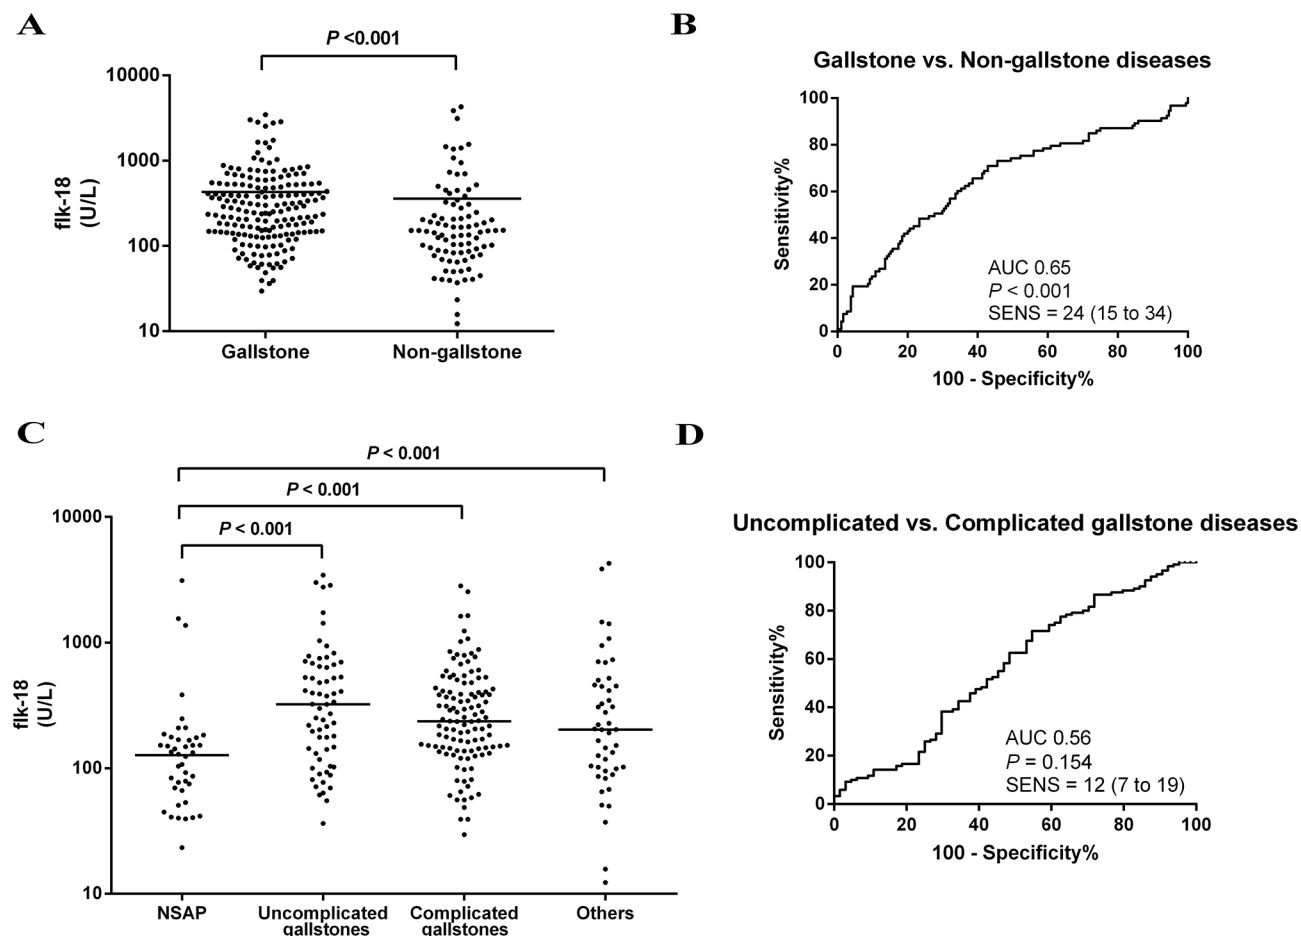 A
P <0.001
10000
1000
100
10
flk-18
(U/L)
Gallstone
Non-gallstone
B
Gallstone vs. Non-gallstone diseases
100
80
60
40
20
0
Sensitivity%
AUC 0.65
P < 0.001
SENS = 24 (15 to 34)
0 20 40 60 80 100
100 - Specificity%
C
P < 0.001
P < 0.001
P < 0.001
10000
1000
100
10
flk-18
(U/L)
NSAP
Uncomplicated
gallstones
Complicated
gallstones
Others
D
Uncomplicated vs. Complicated gallstone diseases
100
80
60
40
20
0
Sensitivity%
AUC 0.56
P = 0.154
SENS = 12 (7 to 19)
0 20 40 60 80 100
100 - Specificity%